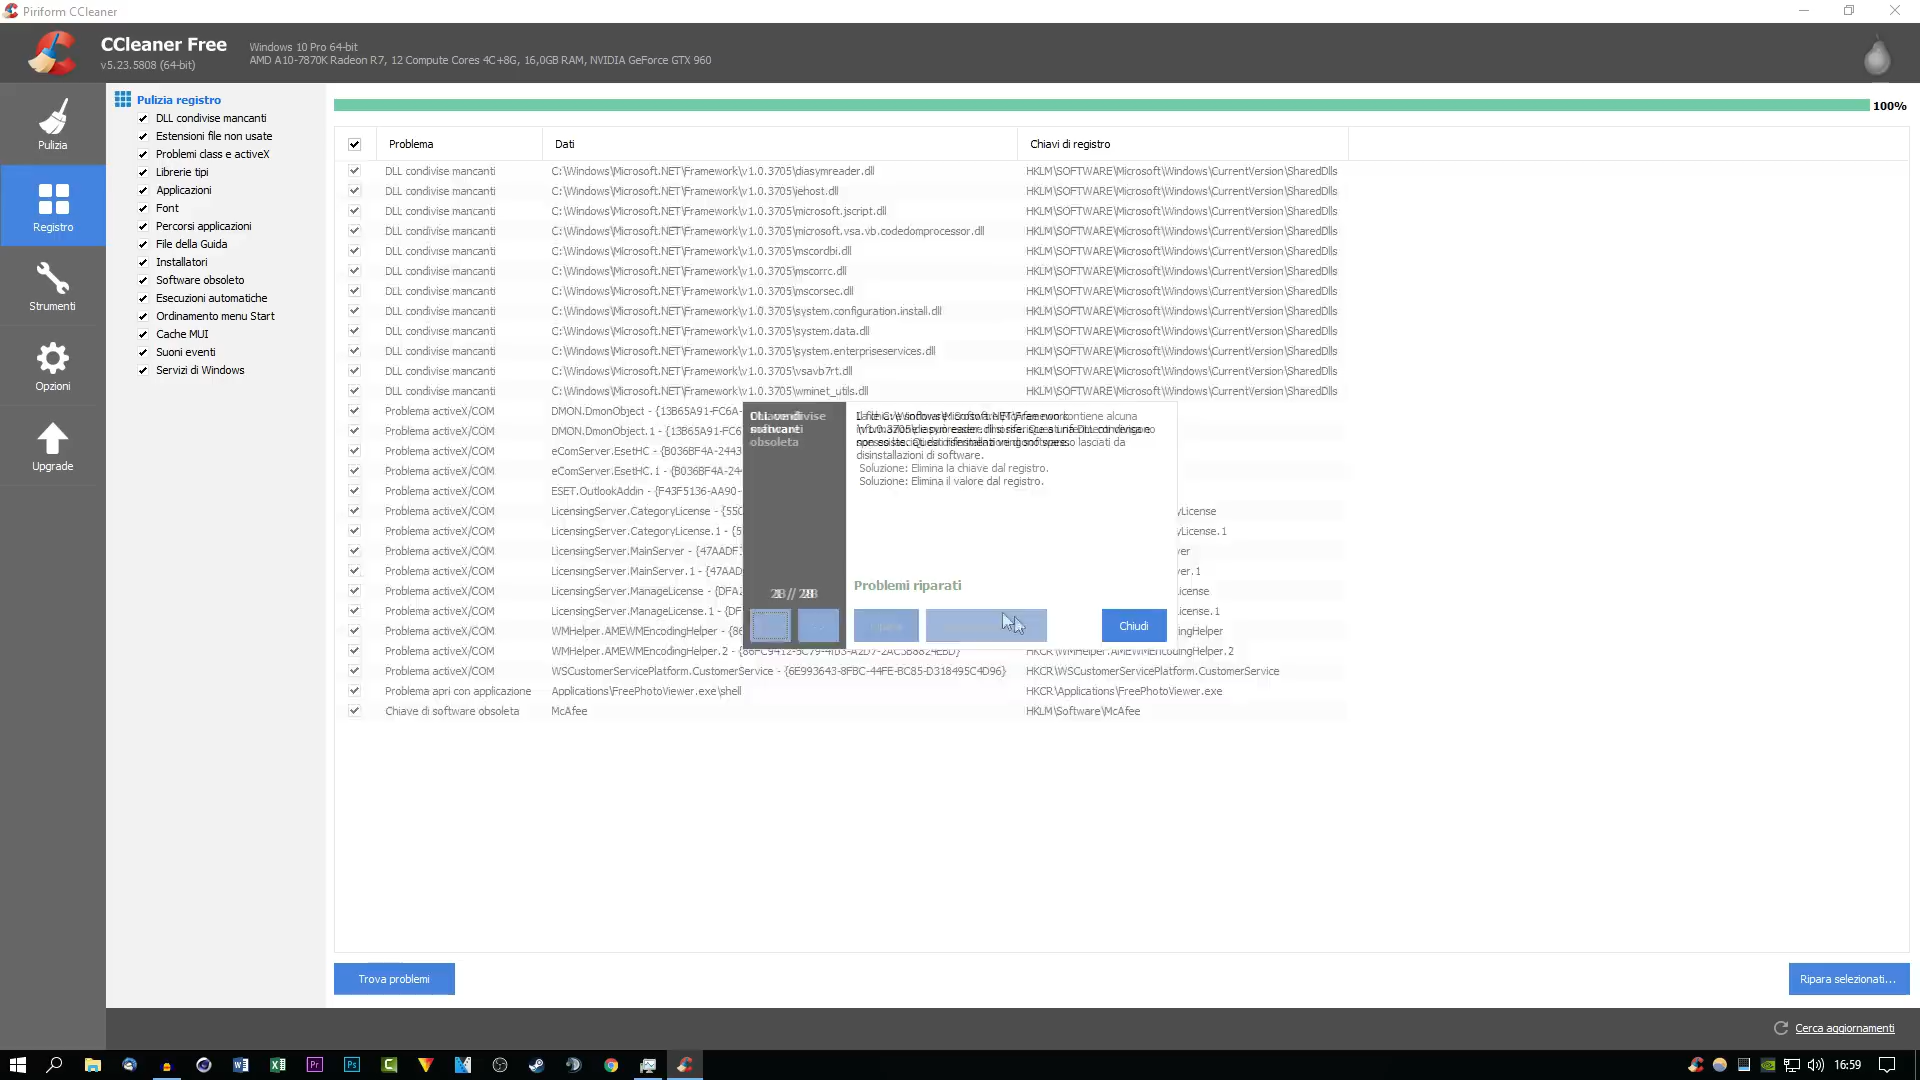 Piriform CCleaner
CCleaner Free
v5.23.5808 (64-bit)
Windows 10 Pro 64-bit
AMD A10-7870K Radeon R7, 12 Compute Cores 4C+8G, 16,0GB RAM, NVIDIA GeForce GTX 960
Pulizia
Registro
Strumenti
Opzioni
Upgrade
Pulizia registro
DLL condivise mancanti
Estensioni file non usate
Problemi class e activeX
Librerie tipi
Applicazioni
Font
Percorsi applicazioni
File della Guida
Installatori
Software obsoleto
Esecuzioni automatiche
Ordinamento menu Start
Cache MUI
Suoni eventi
Servizi di Windows
100%
Problema Dati Chiavi di registro
DLL condivise mancanti C:\Windows\Microsoft.NET\Framework\v1.0.3705\diasymreader.dll HKLM\SOFTWARE\Microsoft\Windows\CurrentVersion\SharedDlls
DLL condivise mancanti C:\Windows\Microsoft.NET\Framework\v1.0.3705\iehost.dll HKLM\SOFTWARE\Microsoft\Windows\CurrentVersion\SharedDlls
DLL condivise mancanti C:\Windows\Microsoft.NET\Framework\v1.0.3705\microsoft.jscript.dll HKLM\SOFTWARE\Microsoft\Windows\CurrentVersion\SharedDlls
DLL condivise mancanti C:\Windows\Microsoft.NET\Framework\v1.0.3705\microsoft.vsa.vb.codedomprocessor.dll HKLM\SOFTWARE\Microsoft\Windows\CurrentVersion\SharedDlls
DLL condivise mancanti C:\Windows\Microsoft.NET\Framework\v1.0.3705\mscordbi.dll HKLM\SOFTWARE\Microsoft\Windows\CurrentVersion\SharedDlls
DLL condivise mancanti C:\Windows\Microsoft.NET\Framework\v1.0.3705\mscorrc.dll HKLM\SOFTWARE\Microsoft\Windows\CurrentVersion\SharedDlls
DLL condivise mancanti C:\Windows\Microsoft.NET\Framework\v1.0.3705\mscorsec.dll HKLM\SOFTWARE\Microsoft\Windows\CurrentVersion\SharedDlls
DLL condivise mancanti C:\Windows\Microsoft.NET\Framework\v1.0.3705\system.configuration.install.dll HKLM\SOFTWARE\Microsoft\Windows\CurrentVersion\SharedDlls
DLL condivise mancanti C:\Windows\Microsoft.NET\Framework\v1.0.3705\system.data.dll HKLM\SOFTWARE\Microsoft\Windows\CurrentVersion\SharedDlls
DLL condivise mancanti C:\Windows\Microsoft.NET\Framework\v1.0.3705\system.enterpriseservices.dll HKLM\SOFTWARE\Microsoft\Windows\CurrentVersion\SharedDlls
DLL condivise mancanti C:\Windows\Microsoft.NET\Framework\v1.0.3705\vsavb7rt.dll HKLM\SOFTWARE\Microsoft\Windows\CurrentVersion\SharedDlls
DLL condivise mancanti C:\Windows\Microsoft.NET\Framework\v1.0.3705\wminet_utils.dll HKLM\SOFTWARE\Microsoft\Windows\CurrentVersion\SharedDlls
Problema activeX/COM DMON.DmonObject - {13B65A91-FC6A-
Problema activeX/COM DMON.DmonObject.1 - {13B65A91-FC6
Problema activeX/COM eComServer.EsetHC - {B036BF4A-2443
Problema activeX/COM eComServer.EsetHC.1 - {B036BF4A-24
Problema activeX/COM ESET.OutlookAddin - {F43F5136-AA90-
Problema activeX/COM LicensingServer.CategoryLicense - {55C yLicense
Problema activeX/COM LicensingServer.CategoryLicense.1 - {5 yLicense.1
Problema activeX/COM LicensingServer.MainServer - {47AADF ver
Problema activeX/COM LicensingServer.MainServer.1 - {47AAD ver.1
Problema activeX/COM LicensingServer.ManageLicense - {DFA icense
Problema activeX/COM LicensingServer.ManageLicense.1 - {DF icense.1
Problema activeX/COM WMHelper.AMEWMEncodingHelper - {86 dingHelper
Problema activeX/COM WMHelper.AMEWMEncodingHelper.2 HKCR\WMHelper.AMEWMEncodingHelper.2
Problema activeX/COM WSCustomerServicePlatform.CustomerService - {6E993643-8FBC-44FE-BC85-D318495C4D96} HKCR\WSCustomerServicePlatform.CustomerService
Problema apri con applicazione Applications\FreePhotoViewer.exe\shell HKCR\Applications\FreePhotoViewer.exe
Chiave di software obsoleta McAfee HKLM\Software\McAfee
obsoleta
disinstallazioni di software.
Soluzione: Elimina la chiave dal registro.
Soluzione: Elimina il valore dal registro.
Problemi riparati
Chiudi
Trova problemi
Ripara selezionati...
Cerca aggiornamenti
16:59